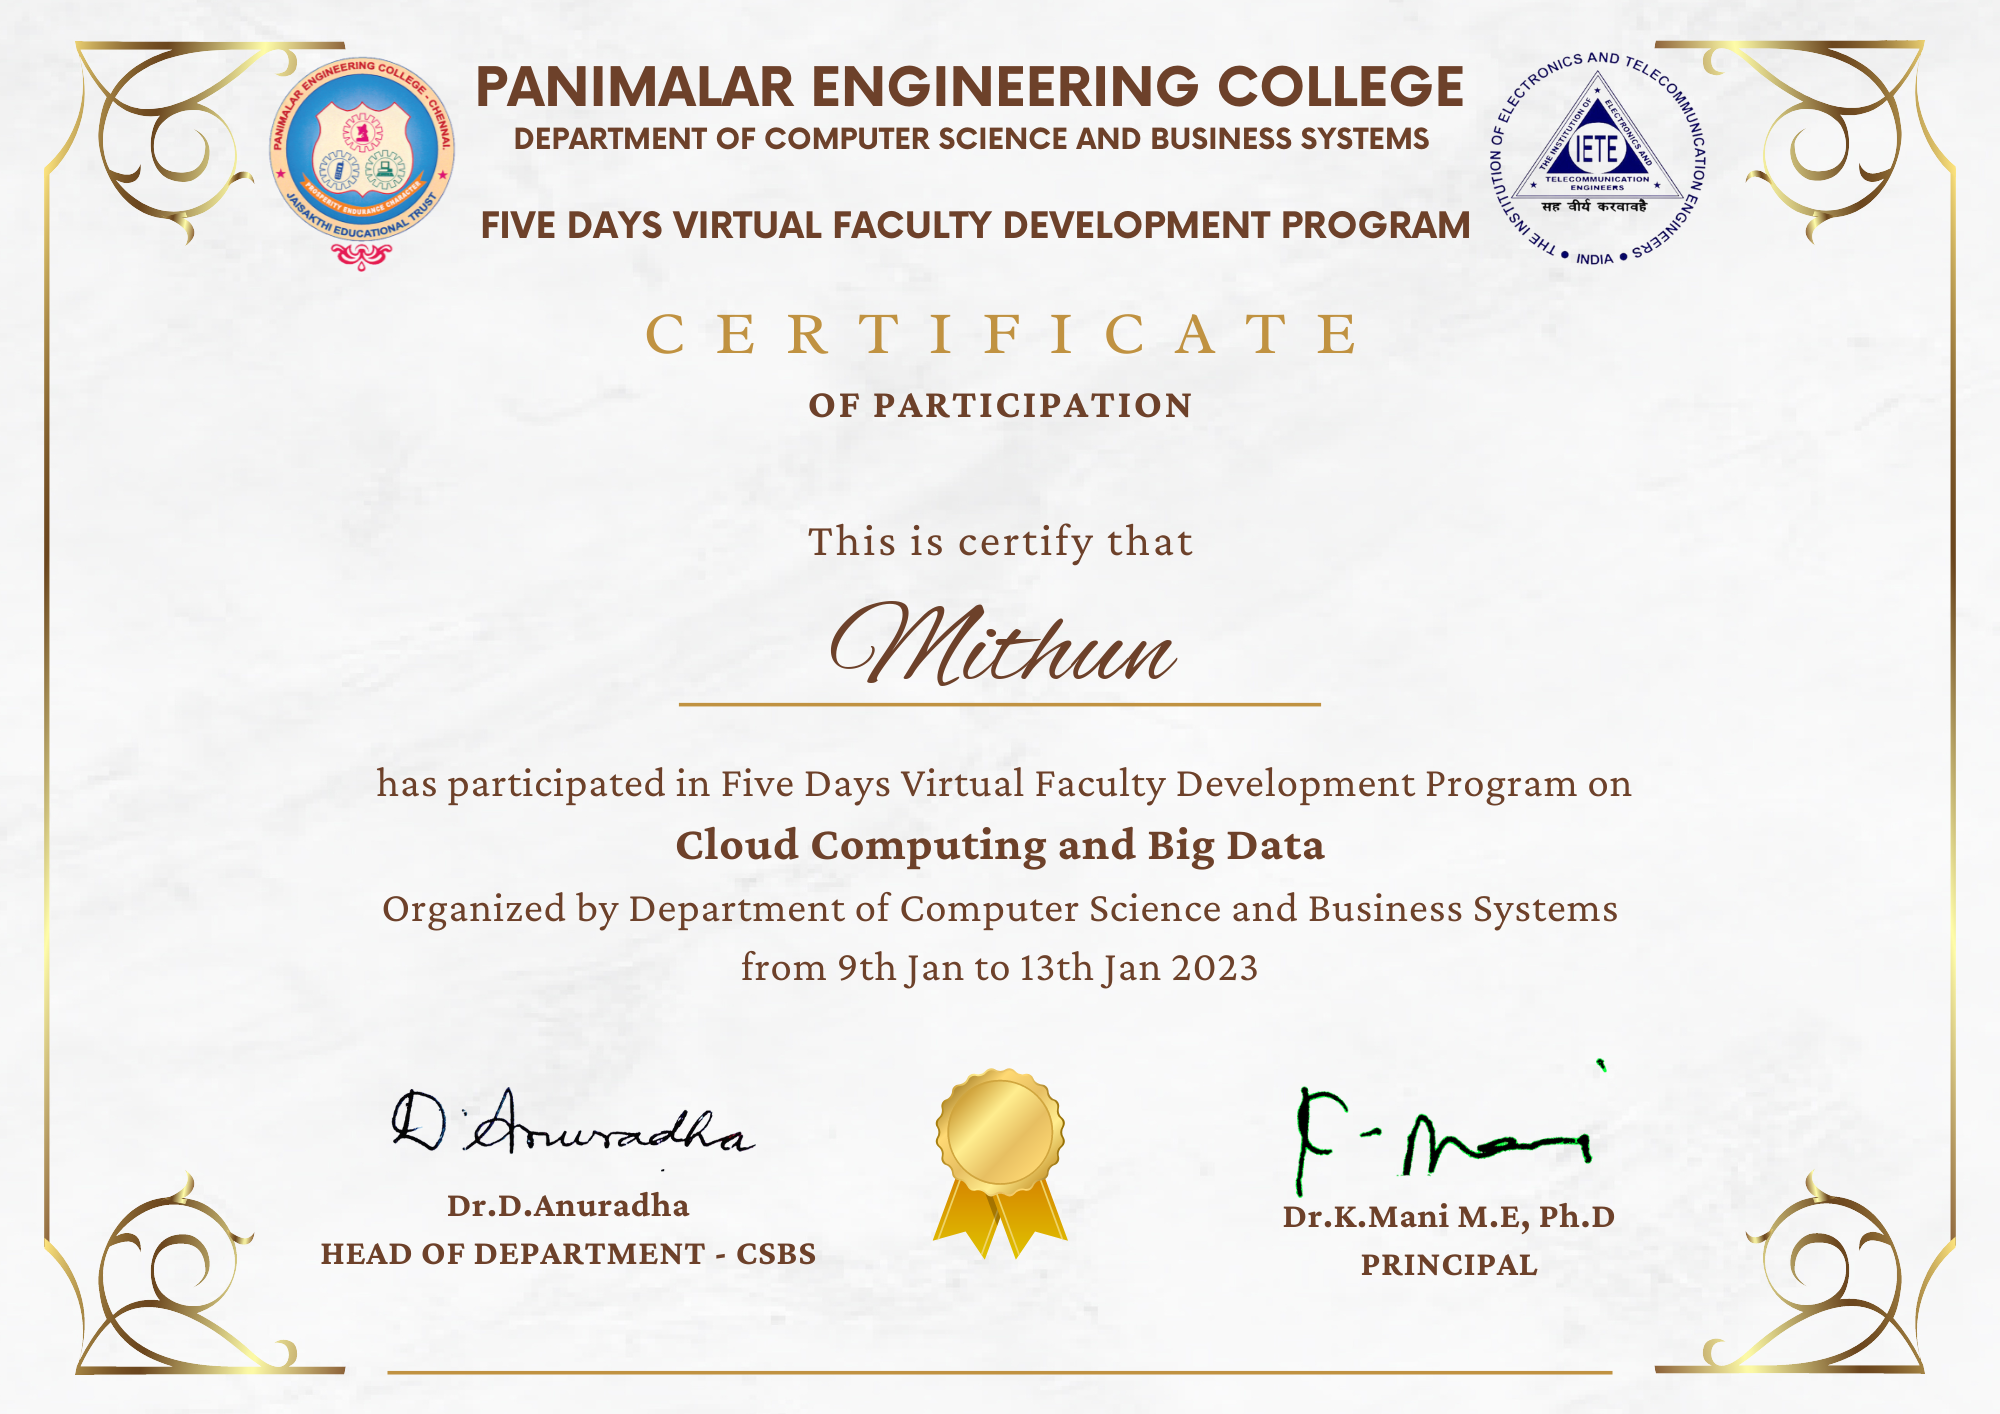 PANIMALAR ENGINEERING COLLEGE
DEPARTMENT OF COMPUTER SCIENCE AND BUSINESS SYSTEMS
FIVE DAYS VIRTUAL FACULTY DEVELOPMENT PROGRAM
PANIMALAR ENGINEERING COLLEGE - CHENNAI
PROSPERITY ENDURANCE CHARACTER
JAISAKTHI EDUCATIONAL TRUST
THE INSTITUTION OF ELECTRONICS AND TELECOMMUNICATION ENGINEERS
INDIA
THE INSTITUTION OF ELECTRONICS AND
IETE
TELECOMMUNICATION
ENGINEERS
सह वीर्य करवावहै
CERTIFICATE
OF PARTICIPATION
This is certify that
Mithun
has participated in Five Days Virtual Faculty Development Program on
Cloud Computing and Big Data
Organized by Department of Computer Science and Business Systems
from 9th Jan to 13th Jan 2023
D. Anuradha
Dr.D.Anuradha
HEAD OF DEPARTMENT - CSBS
K - Mani
Dr.K.Mani M.E, Ph.D
PRINCIPAL